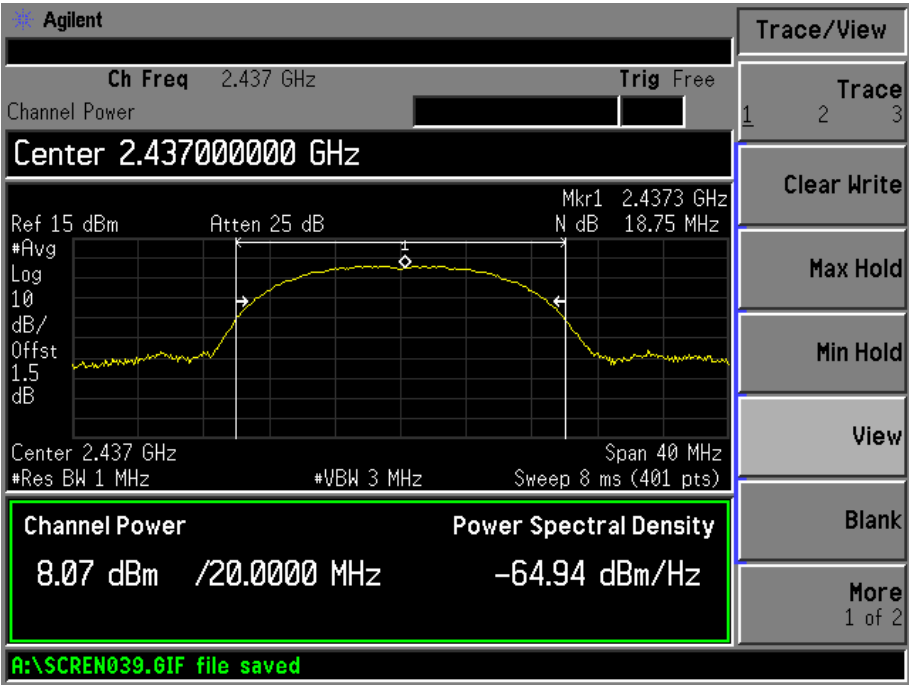 Agilent
Trace/View
Ch Freq 2.437 GHz Trig Free
Channel Power
Center 2.437000000 GHz
Mkr1 2.4373 GHz
Ref 15 dBm Atten 25 dB N dB 18.75 MHz
#Avg
Log
10
dB/
Offst
1.5
dB
1
Center 2.437 GHz Span 40 MHz
#Res BW 1 MHz #VBW 3 MHz Sweep 8 ms (401 pts)
Channel Power Power Spectral Density
8.07 dBm /20.0000 MHz -64.94 dBm/Hz
A:\SCREN039.GIF file saved
Trace
1 2 3
Clear Write
Max Hold
Min Hold
View
Blank
More
1 of 2